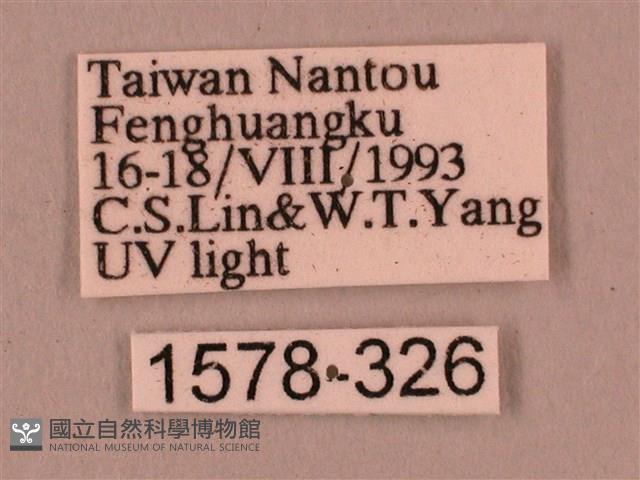 Taiwan Nantou
Fenghuangku
16-18/VIII/1993
C.S.Lin&W.T.Yang
UV light
1578-326
國立自然科學博物館
NATIONAL MUSEUM OF NATURAL SCIENCE